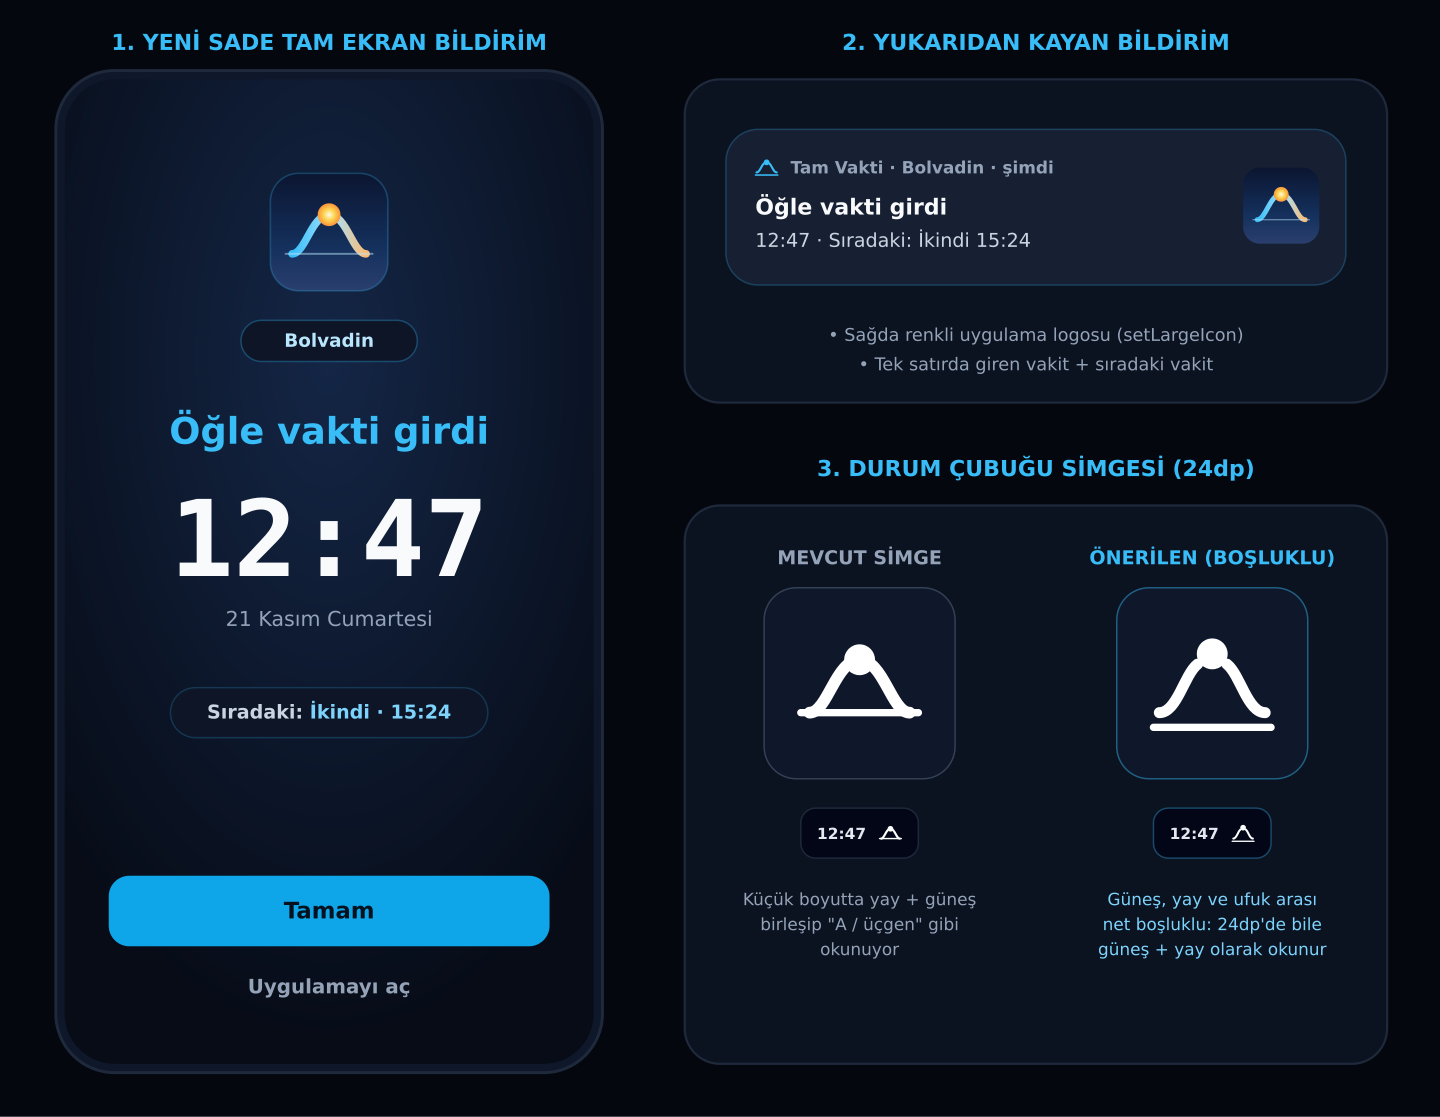 1. YENİ SADE TAM EKRAN BİLDİRİM
Bolvadin
Öğle vakti girdi
12:47
21 Kasım Cumartesi
Sıradaki: İkindi · 15:24
Tamam
Uygulamayı aç
2. YUKARIDAN KAYAN BİLDİRİM
Tam Vakti · Bolvadin · şimdi
Öğle vakti girdi
12:47 · Sıradaki: İkindi 15:24
• Sağda renkli uygulama logosu (setLargeIcon)
• Tek satırda giren vakit + sıradaki vakit
3. DURUM ÇUBUĞU SİMGESİ (24dp)
MEVCUT SİMGE
12:47
Küçük boyutta yay + güneş
birleşip "A / üçgen" gibi
okunuyor
ÖNERİLEN (BOŞLUKLU)
12:47
Güneş, yay ve ufuk arası
net boşluklu: 24dp'de bile
güneş + yay olarak okunur